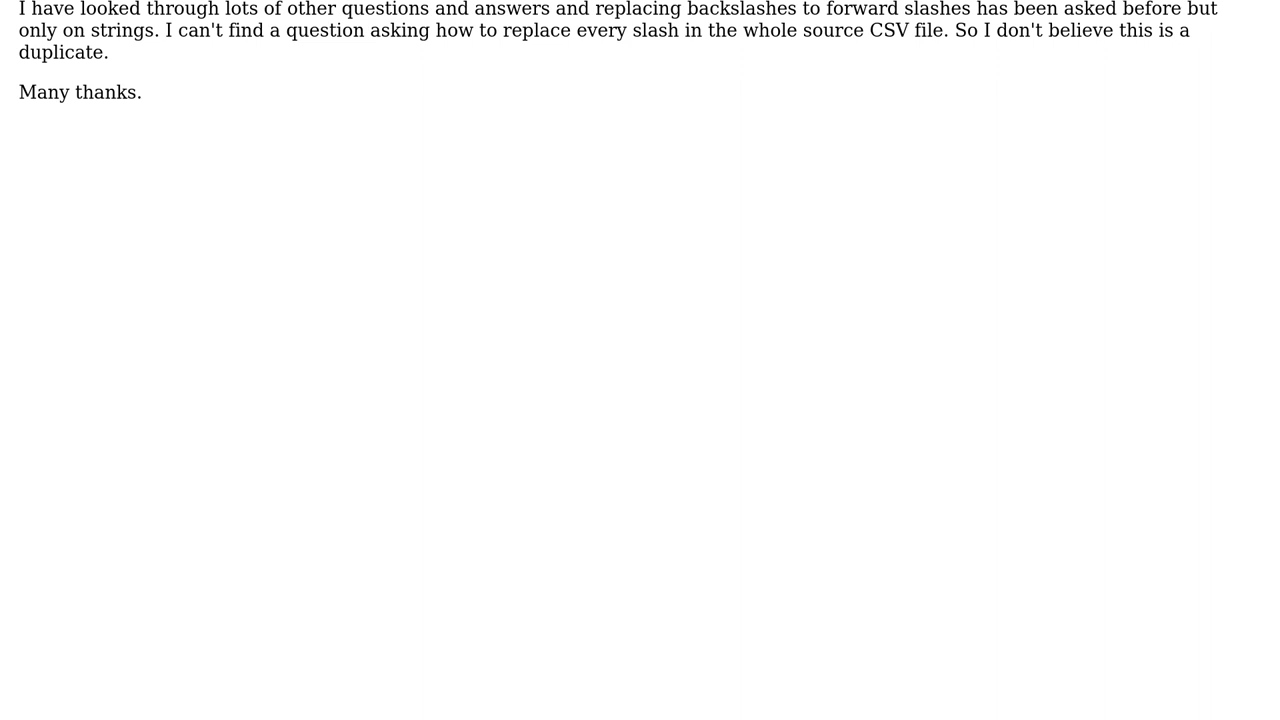 I have looked through lots of other questions and answers and replacing backslashes to forward slashes has been asked before but
only on strings. I can't find a question asking how to replace every slash in the whole source CSV file. So I don't believe this is a
duplicate.
Many thanks.